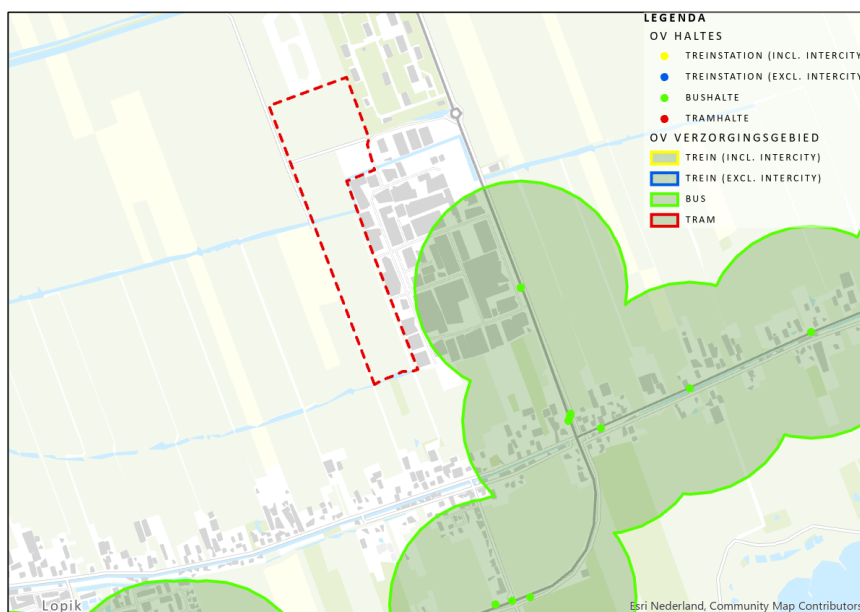 LEGENDA
OV HALTES
TREINSTATION (INCL. INTERCITY
TREINSTATION (EXCL. INTERCITY
BUSHALTE
TRAMHALTE
OV VERZORGINGSGEBIED
TREIN (INCL. INTERCITY)
TREIN (EXCL. INTERCITY)
BUS
TRAM
Lopik
Esri Nederland, Community Map Contributors